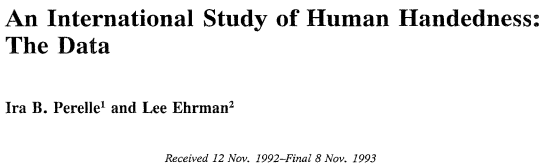 An International Study of Human Handedness:
The Data
Ira B. Perelle¹ and Lee Ehrman²
Received 12 Nov. 1992–Final 8 Nov. 1993